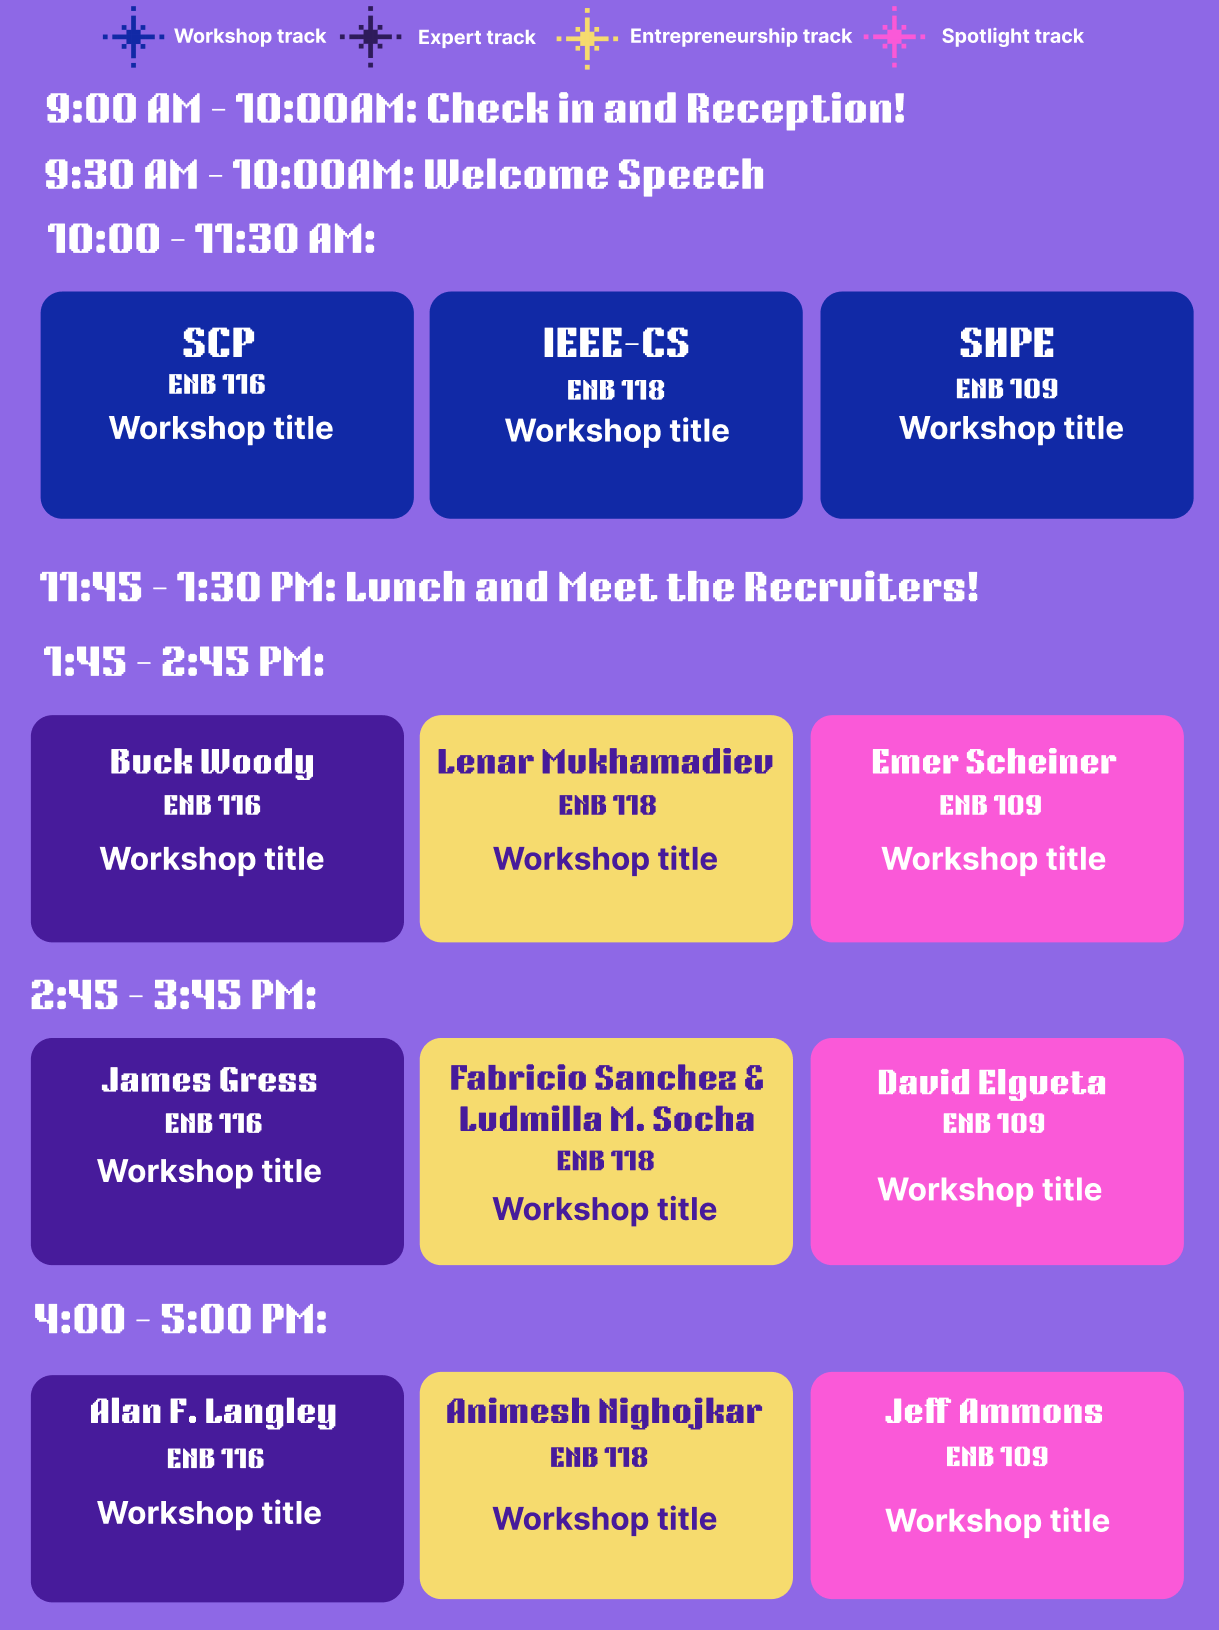 Workshop track
Expert track
Entrepreneurship track
Spotlight track
9:00 AM - 10:00AM: Check in and Reception!
9:30 AM - 10:00AM: Welcome Speech
10:00 - 11:30 AM:
SCP
ENB 116
Workshop title
IEEE-CS
ENB 118
Workshop title
SHPE
ENB 109
Workshop title
11:45 - 1:30 PM: Lunch and Meet the Recruiters!
1:45 - 2:45 PM:
Buck Woody
ENB 116
Workshop title
Lenar Mukhamadiev
ENB 118
Workshop title
Emer Scheiner
ENB 109
Workshop title
2:45 - 3:45 PM:
James Gress
ENB 116
Workshop title
Fabricio Sanchez &
Ludmilla M. Socha
ENB 118
Workshop title
David Elgueta
ENB 109
Workshop title
4:00 - 5:00 PM:
Alan F. Langley
ENB 116
Workshop title
Animesh Nighojkar
ENB 118
Workshop title
Jeff Ammons
ENB 109
Workshop title